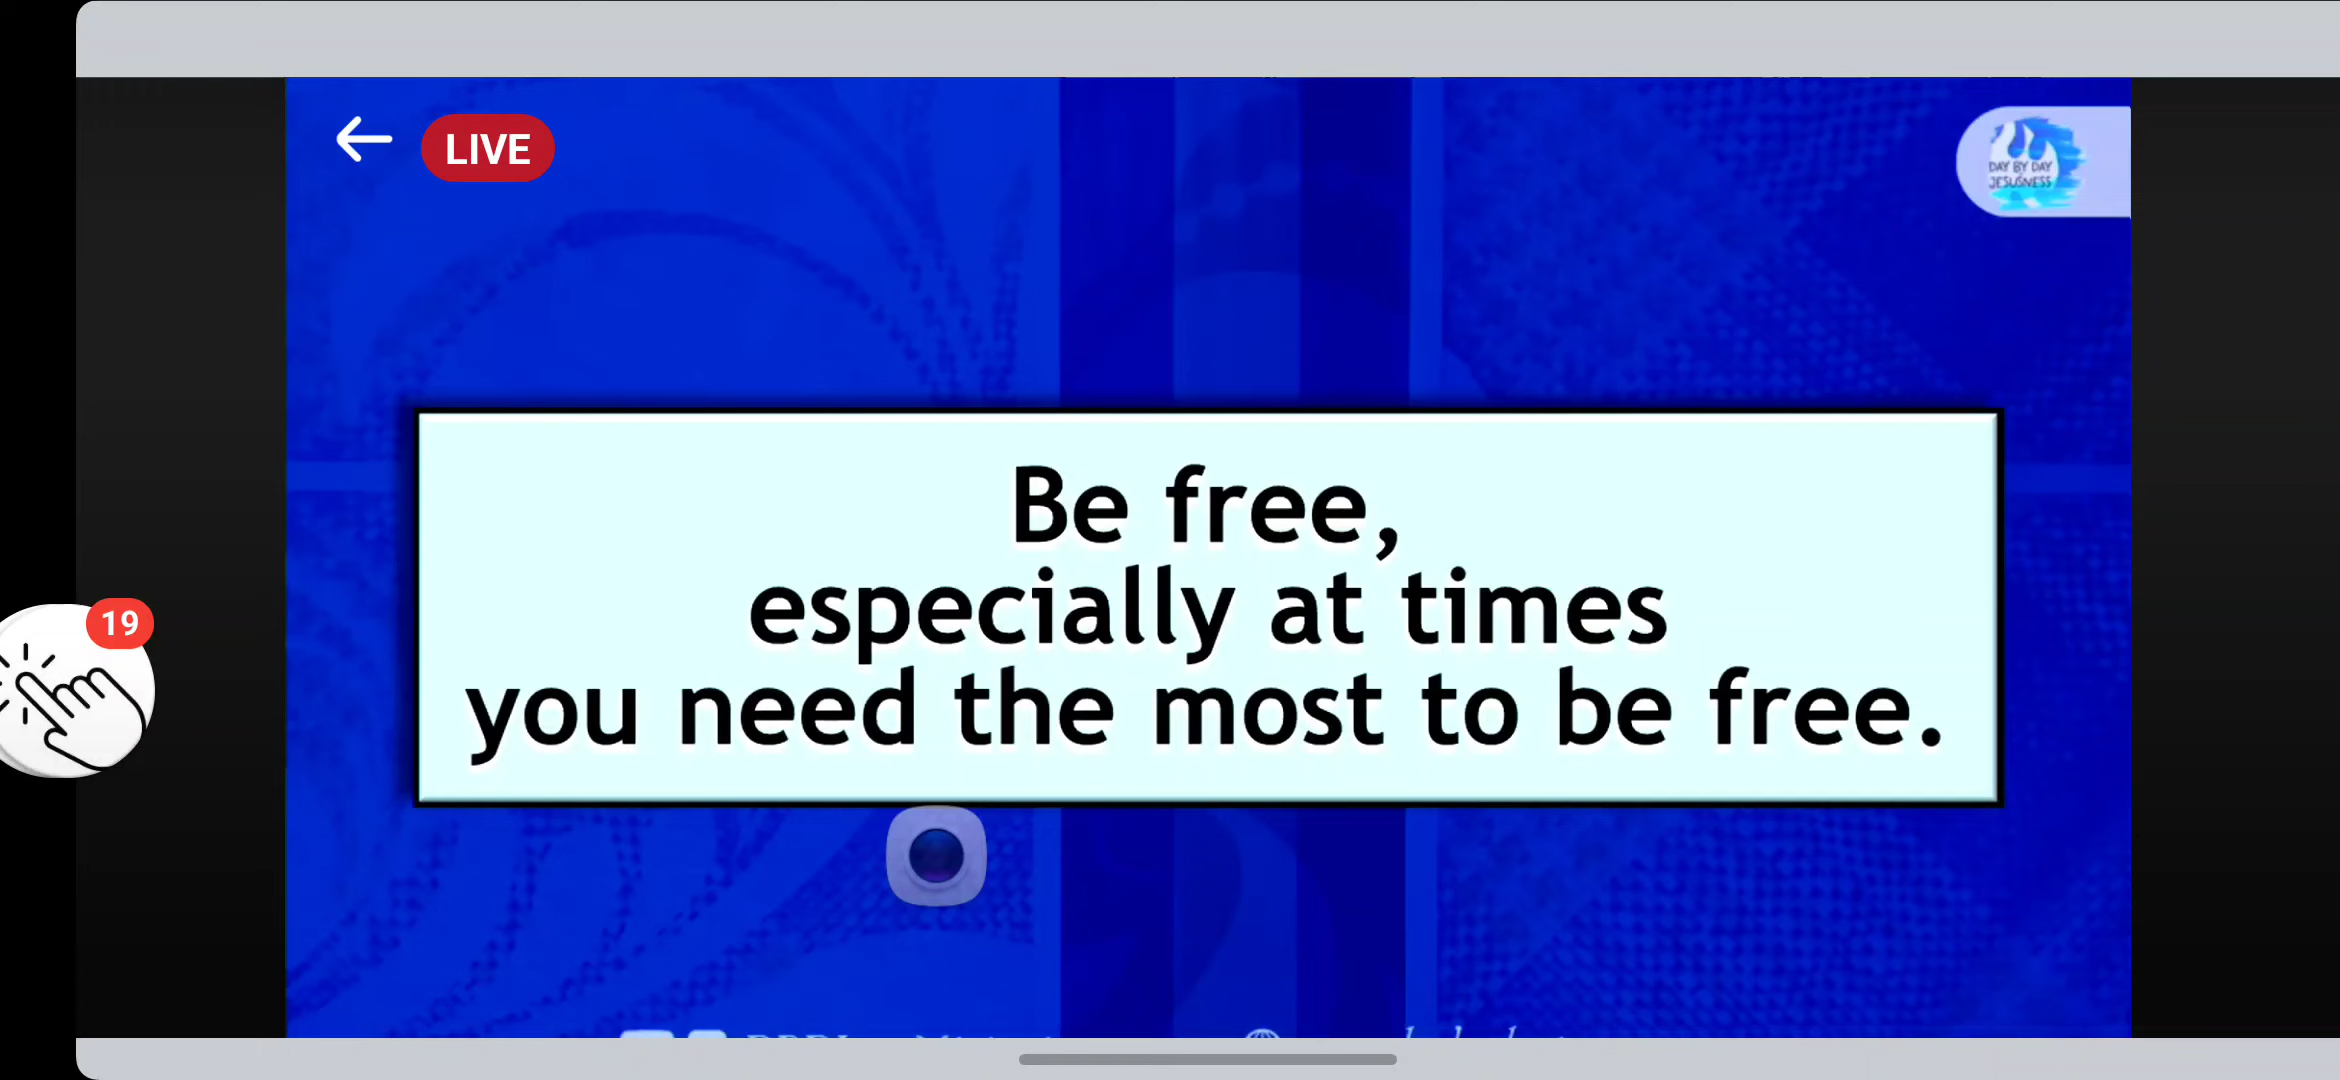 LIVE
DAY BY DAY
JESUSNESS
Be free,
especially at times
you need the most to be free.
19